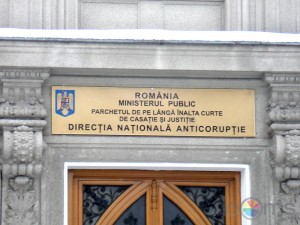 ROMÂNIA
MINISTERUL PUBLIC
PARCHETUL DE PE LÂNGĂ ÎNALTA CURTE
DE CASAŢIE ŞI JUSTIŢIE
DIRECŢIA NAŢIONALĂ ANTICORUPŢIE